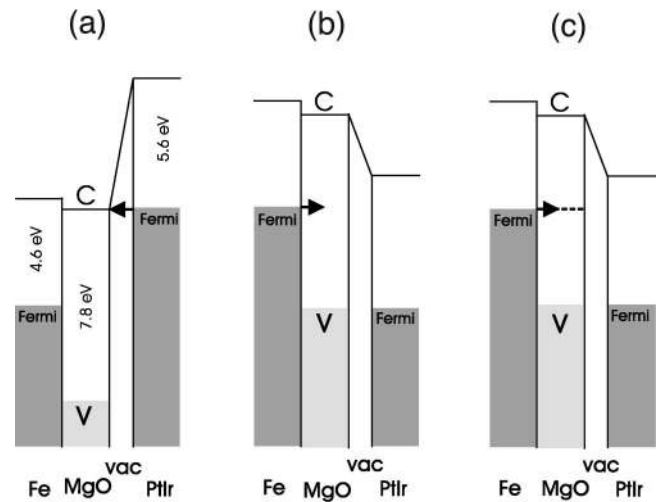 (a)
(b)
(c)
C
4.6 eV
7.8 eV
5.6 eV
Fermi
Fermi
V
vac
Fe MgO PtIr
C
Fermi
V
Fermi
vac
Fe MgO PtIr
C
Fermi
V
Fermi
vac
Fe MgO PtIr